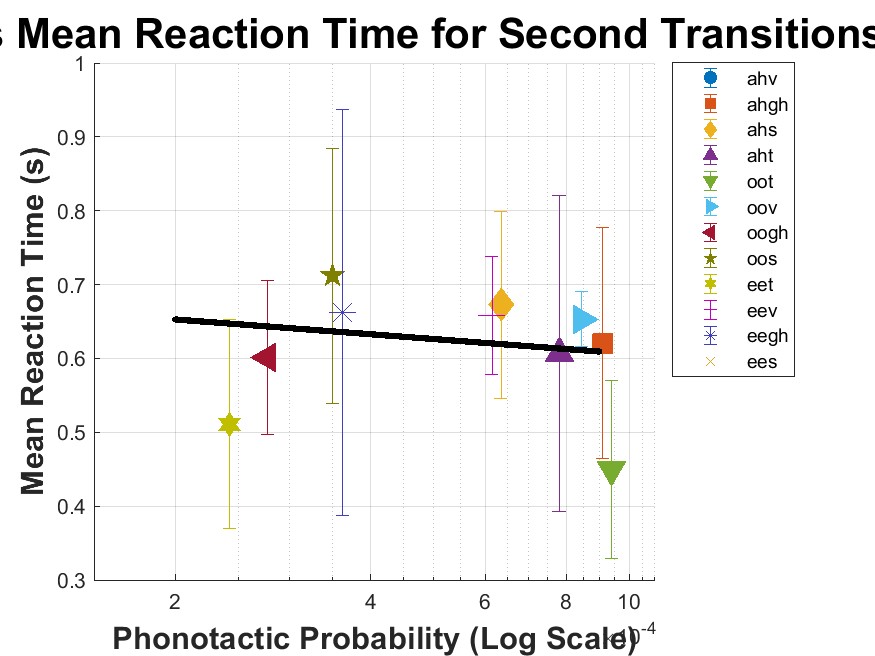 s Mean Reaction Time for Second Transitions
1
0.9
0.8
0.7
0.6
0.5
0.4
0.3
Mean Reaction Time (s)
2 4 6 8 10
Phonotactic Probability (Log Scale)
×10-4
ahv
ahgh
ahs
aht
oot
oov
oogh
oos
eet
eev
eegh
ees